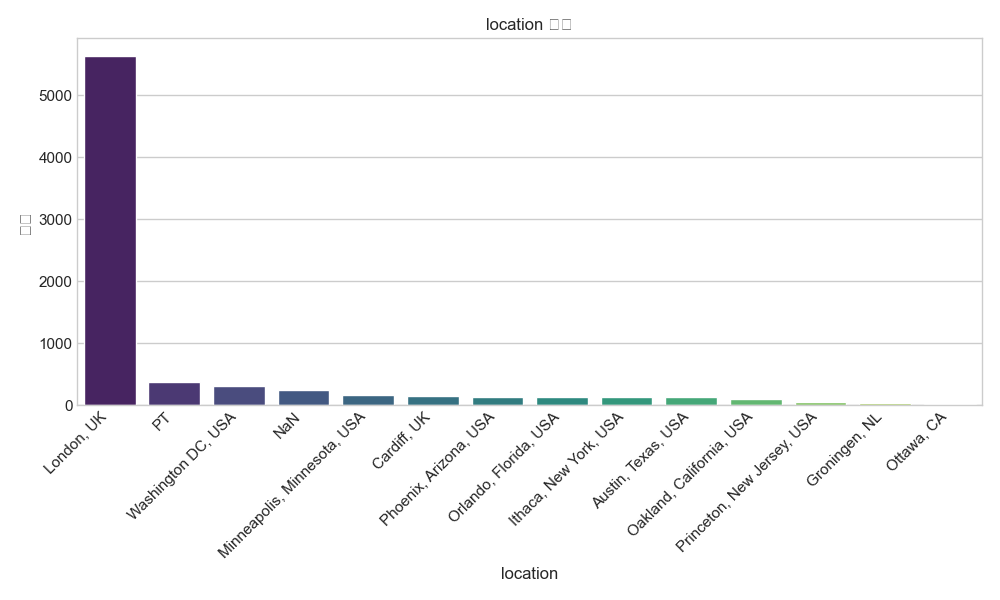 location
5000
4000
3000
2000
1000
0
London, UK
PT
Washington DC, USA
NaN
Minneapolis, Minnesota, USA
Cardiff, UK
Phoenix, Arizona, USA
Orlando, Florida, USA
Ithaca, New York, USA
Austin, Texas, USA
Oakland, California, USA
Princeton, New Jersey, USA
Groningen, NL
Ottawa, CA
location